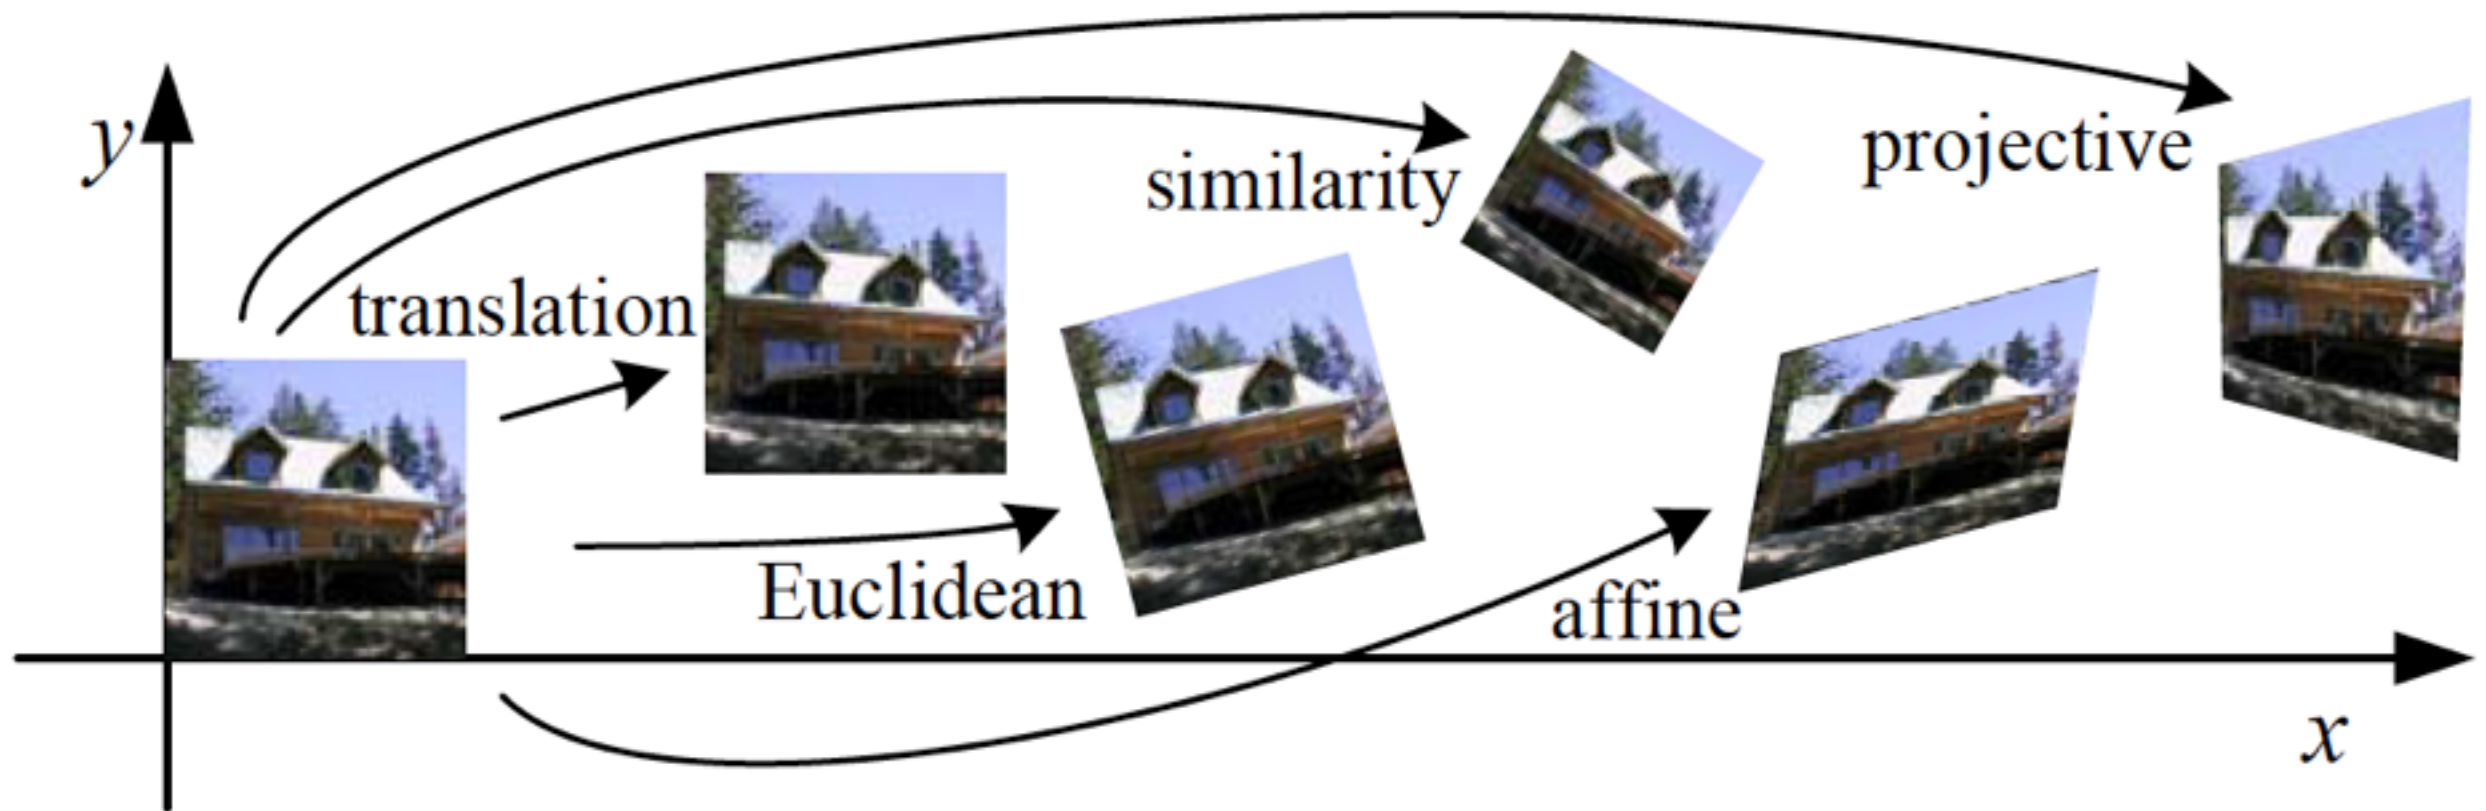 y
similarity
projective
translation
Euclidean
affine
x